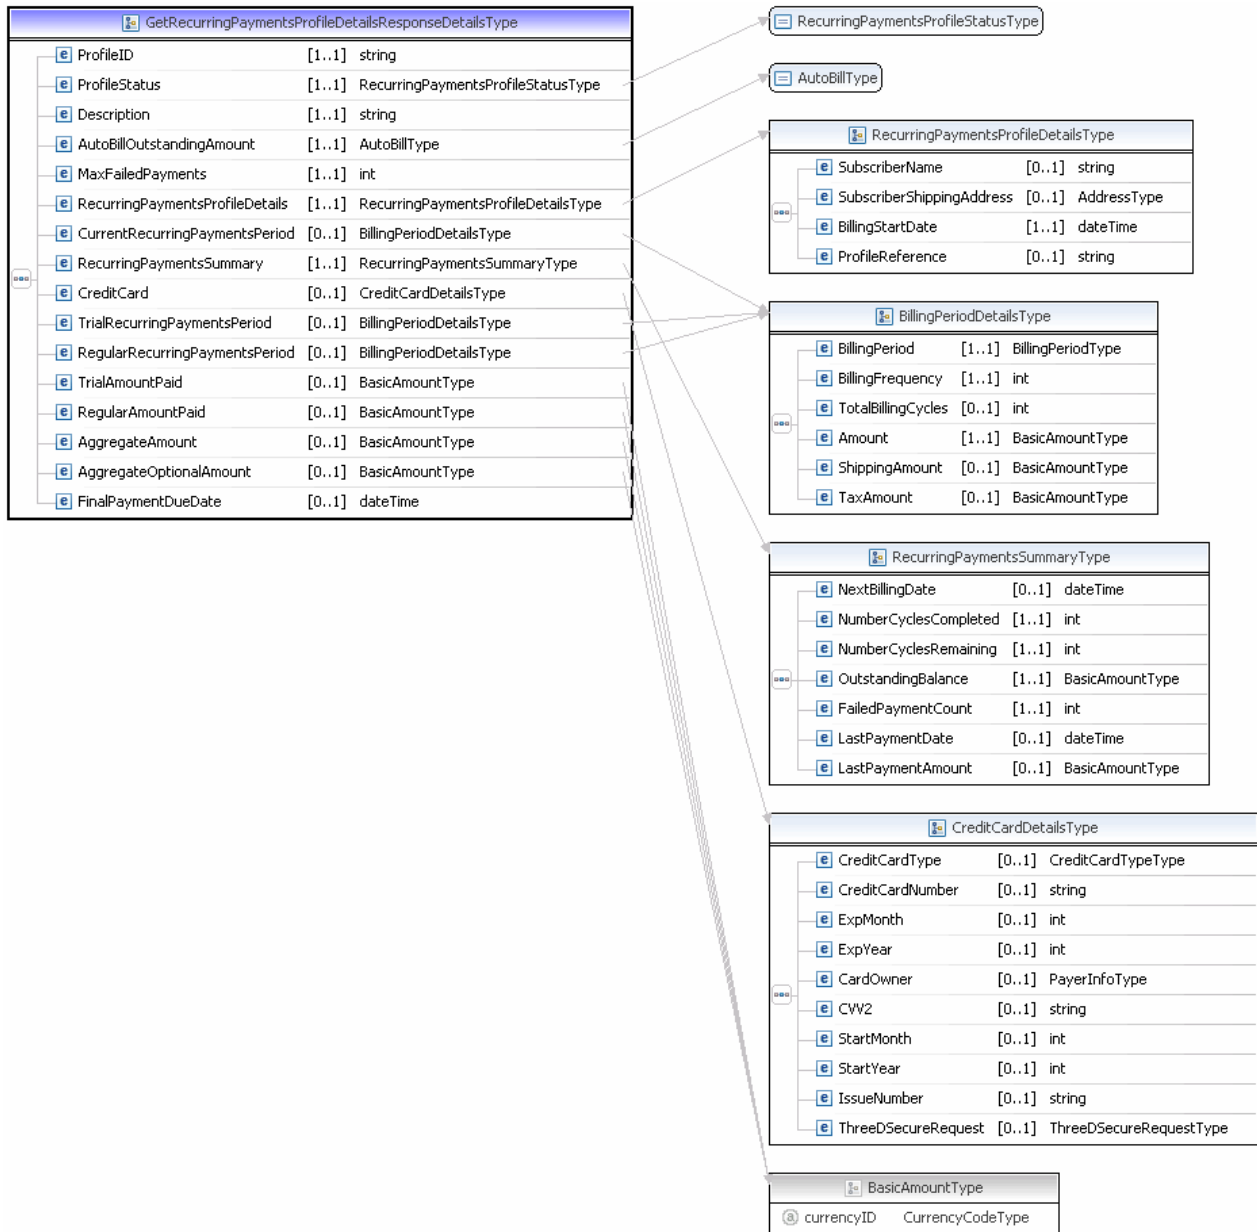 GetRecurringPaymentsProfileDetailsResponseDetailsType
e ProfileID [1..1] string
e ProfileStatus [1..1] RecurringPaymentsProfileStatusType
e Description [1..1] string
e AutoBillOutstandingAmount [1..1] AutoBillType
e MaxFailedPayments [1..1] int
e RecurringPaymentsProfileDetails [1..1] RecurringPaymentsProfileDetailsType
e CurrentRecurringPaymentsPeriod [0..1] BillingPeriodDetailsType
e RecurringPaymentsSummary [1..1] RecurringPaymentsSummaryType
e CreditCard [0..1] CreditCardDetailsType
e TrialRecurringPaymentsPeriod [0..1] BillingPeriodDetailsType
e RegularRecurringPaymentsPeriod [0..1] BillingPeriodDetailsType
e TrialAmountPaid [0..1] BasicAmountType
e RegularAmountPaid [0..1] BasicAmountType
e AggregateAmount [0..1] BasicAmountType
e AggregateOptionalAmount [0..1] BasicAmountType
e FinalPaymentDueDate [0..1] dateTime
RecurringPaymentsProfileStatusType
AutoBillType
RecurringPaymentsProfileDetailsType
e SubscriberName [0..1] string
e SubscriberShippingAddress [0..1] AddressType
e BillingStartDate [1..1] dateTime
e ProfileReference [0..1] string
BillingPeriodDetailsType
e BillingPeriod [1..1] BillingPeriodType
e BillingFrequency [1..1] int
e TotalBillingCycles [0..1] int
e Amount [1..1] BasicAmountType
e ShippingAmount [0..1] BasicAmountType
e TaxAmount [0..1] BasicAmountType
RecurringPaymentsSummaryType
e NextBillingDate [0..1] dateTime
e NumberCyclesCompleted [1..1] int
e NumberCyclesRemaining [1..1] int
e OutstandingBalance [1..1] BasicAmountType
e FailedPaymentCount [1..1] int
e LastPaymentDate [0..1] dateTime
e LastPaymentAmount [0..1] BasicAmountType
CreditCardDetailsType
e CreditCardType [0..1] CreditCardTypeType
e CreditCardNumber [0..1] string
e ExpMonth [0..1] int
e ExpYear [0..1] int
e CardOwner [0..1] PayerInfoType
e CVV2 [0..1] string
e StartMonth [0..1] int
e StartYear [0..1] int
e IssueNumber [0..1] string
e ThreeDSecureRequest [0..1] ThreeDSecureRequestType
BasicAmountType
a currencyID CurrencyCodeType